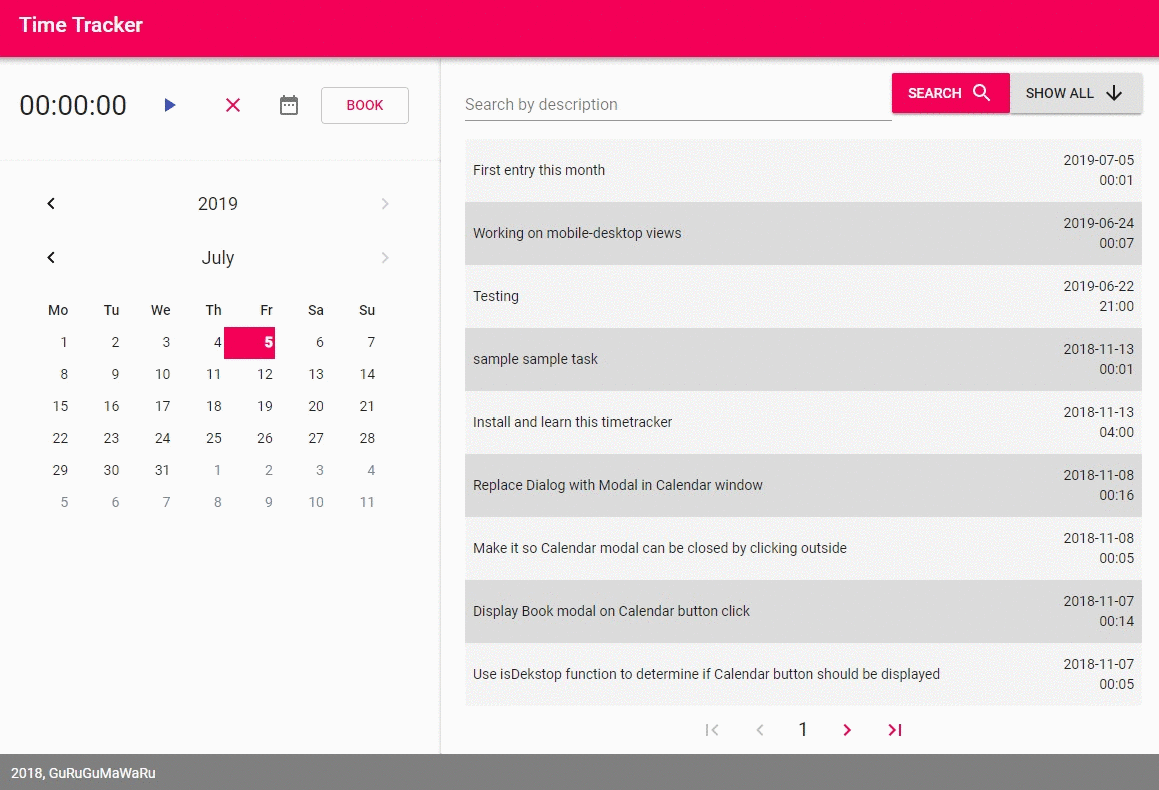 Time Tracker
00:00:00 BOOK
2019
July
Mo Tu We Th Fr Sa Su
1 2 3 4 5 6 7
8 9 10 11 12 13 14
15 16 17 18 19 20 21
22 23 24 25 26 27 28
29 30 31 1 2 3 4
5 6 7 8 9 10 11
Search by description SEARCH SHOW ALL
First entry this month 2019-07-05
00:01
Working on mobile-desktop views 2019-06-24
00:07
Testing 2019-06-22
21:00
sample sample task 2018-11-13
00:01
Install and learn this timetracker 2018-11-13
04:00
Replace Dialog with Modal in Calendar window 2018-11-08
00:16
Make it so Calendar modal can be closed by clicking outside 2018-11-08
00:05
Display Book modal on Calendar button click 2018-11-07
00:14
Use isDekstop function to determine if Calendar button should be displayed 2018-11-07
00:05
1
2018, GuRuGuMaWaRu